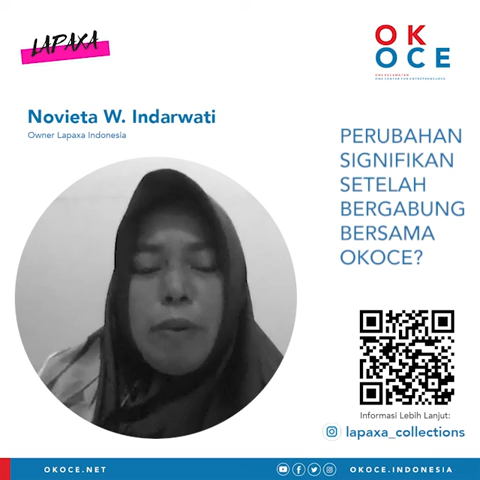 LAPAXA
OK
OCE
Novieta W. Indarwati
Owner Lapaxa Indonesia
PERUBAHAN
SIGNIFIKAN
SETELAH
BERGABUNG
BERSAMA
OKOCE?
Informasi Lebih Lanjut:
lapaxa_collections
OKOCE.NET
OKOCE.INDONESIA